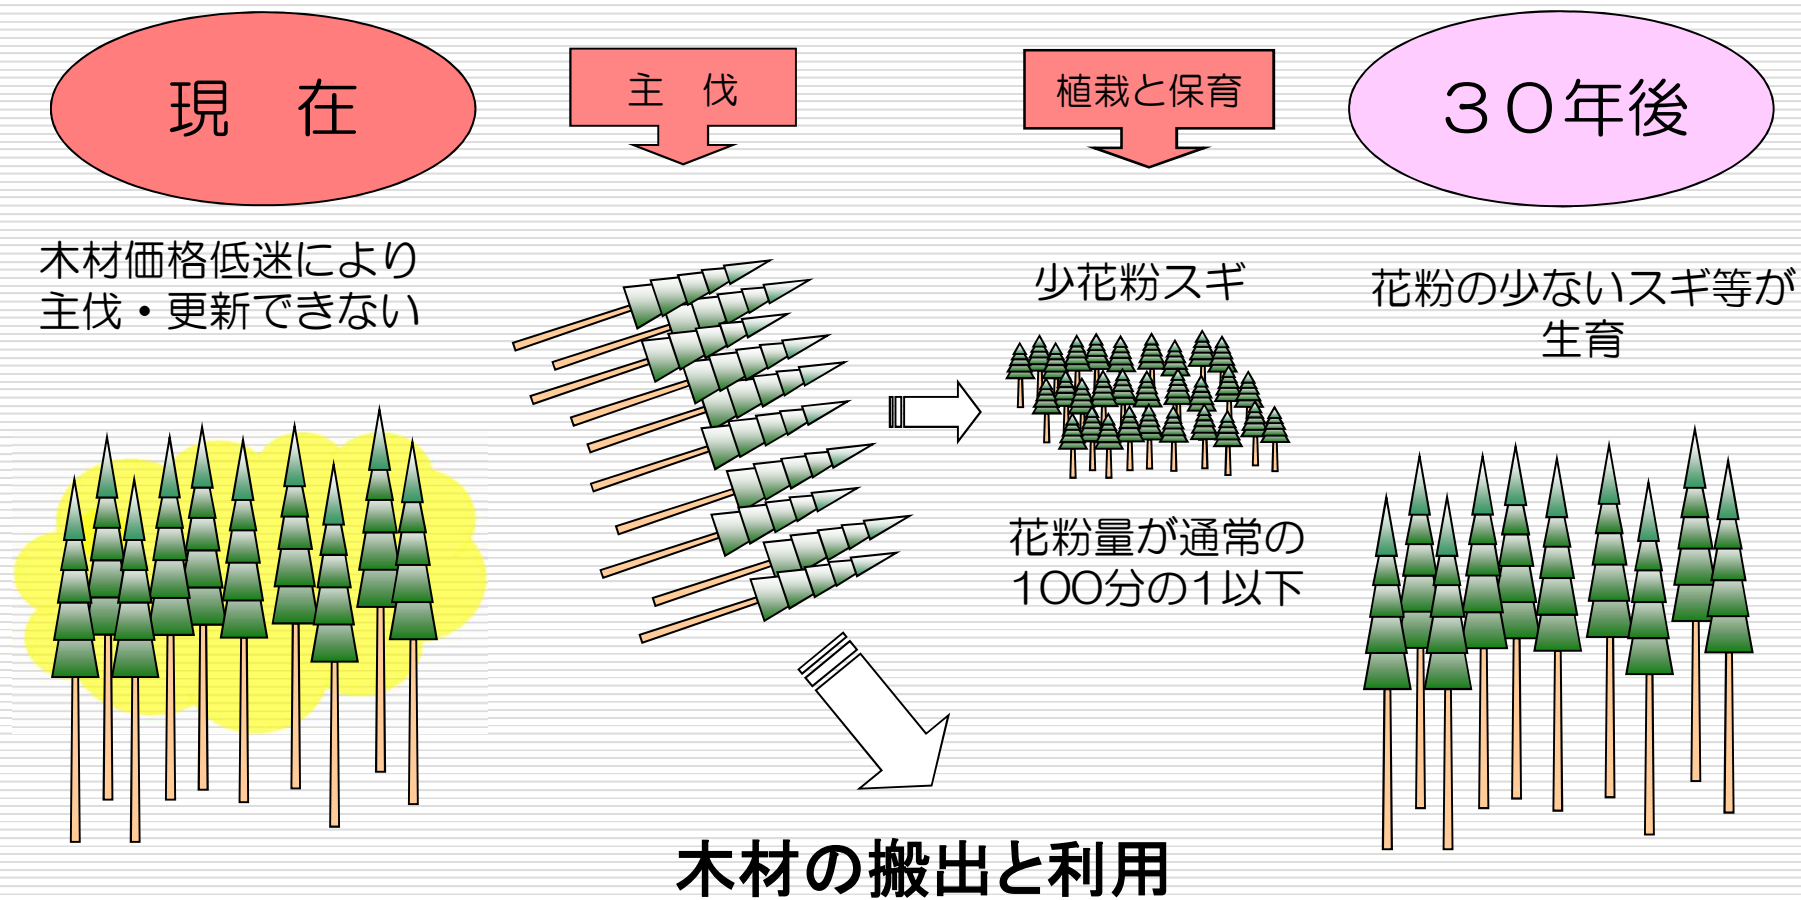 現　在
主　伐
植栽と保育
３０年後
木材価格低迷により
主伐・更新できない
少花粉スギ
花粉の少ないスギ等が
生育
花粉量が通常の
100分の1以下
木材の搬出と利用